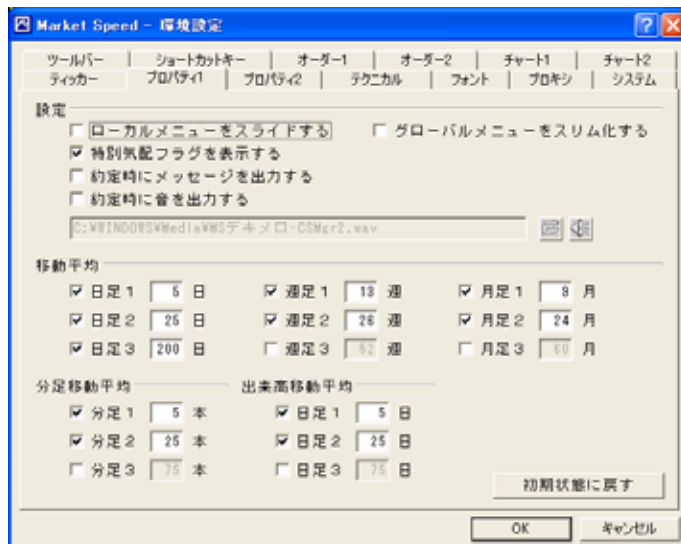 Market Speed - 環境設定
ツールバー ショートカットキー オーダー1 オーダー2 チャート1 チャート2
ティッカー プロパティ1 プロパティ2 テクニカル フォント プロキシ システム
設定
ローカルメニューをスライドする グローバルメニューをスリム化する
特別気配フラグを表示する
約定時にメッセージを出力する
約定時に音を出力する
C:¥WINDOWS¥Media¥MSデキメロ-CSMgr2.wav
移動平均
日足1 5 日 週足1 13 週 月足1 9 月
日足2 25 日 週足2 26 週 月足2 24 月
日足3 200 日 週足3 52 週 月足3 60 月
分足移動平均 出来高移動平均
分足1 5 本 日足1 5 日
分足2 25 本 日足2 25 日
分足3 75 本 日足3 75 日
初期状態に戻す
OK キャンセル